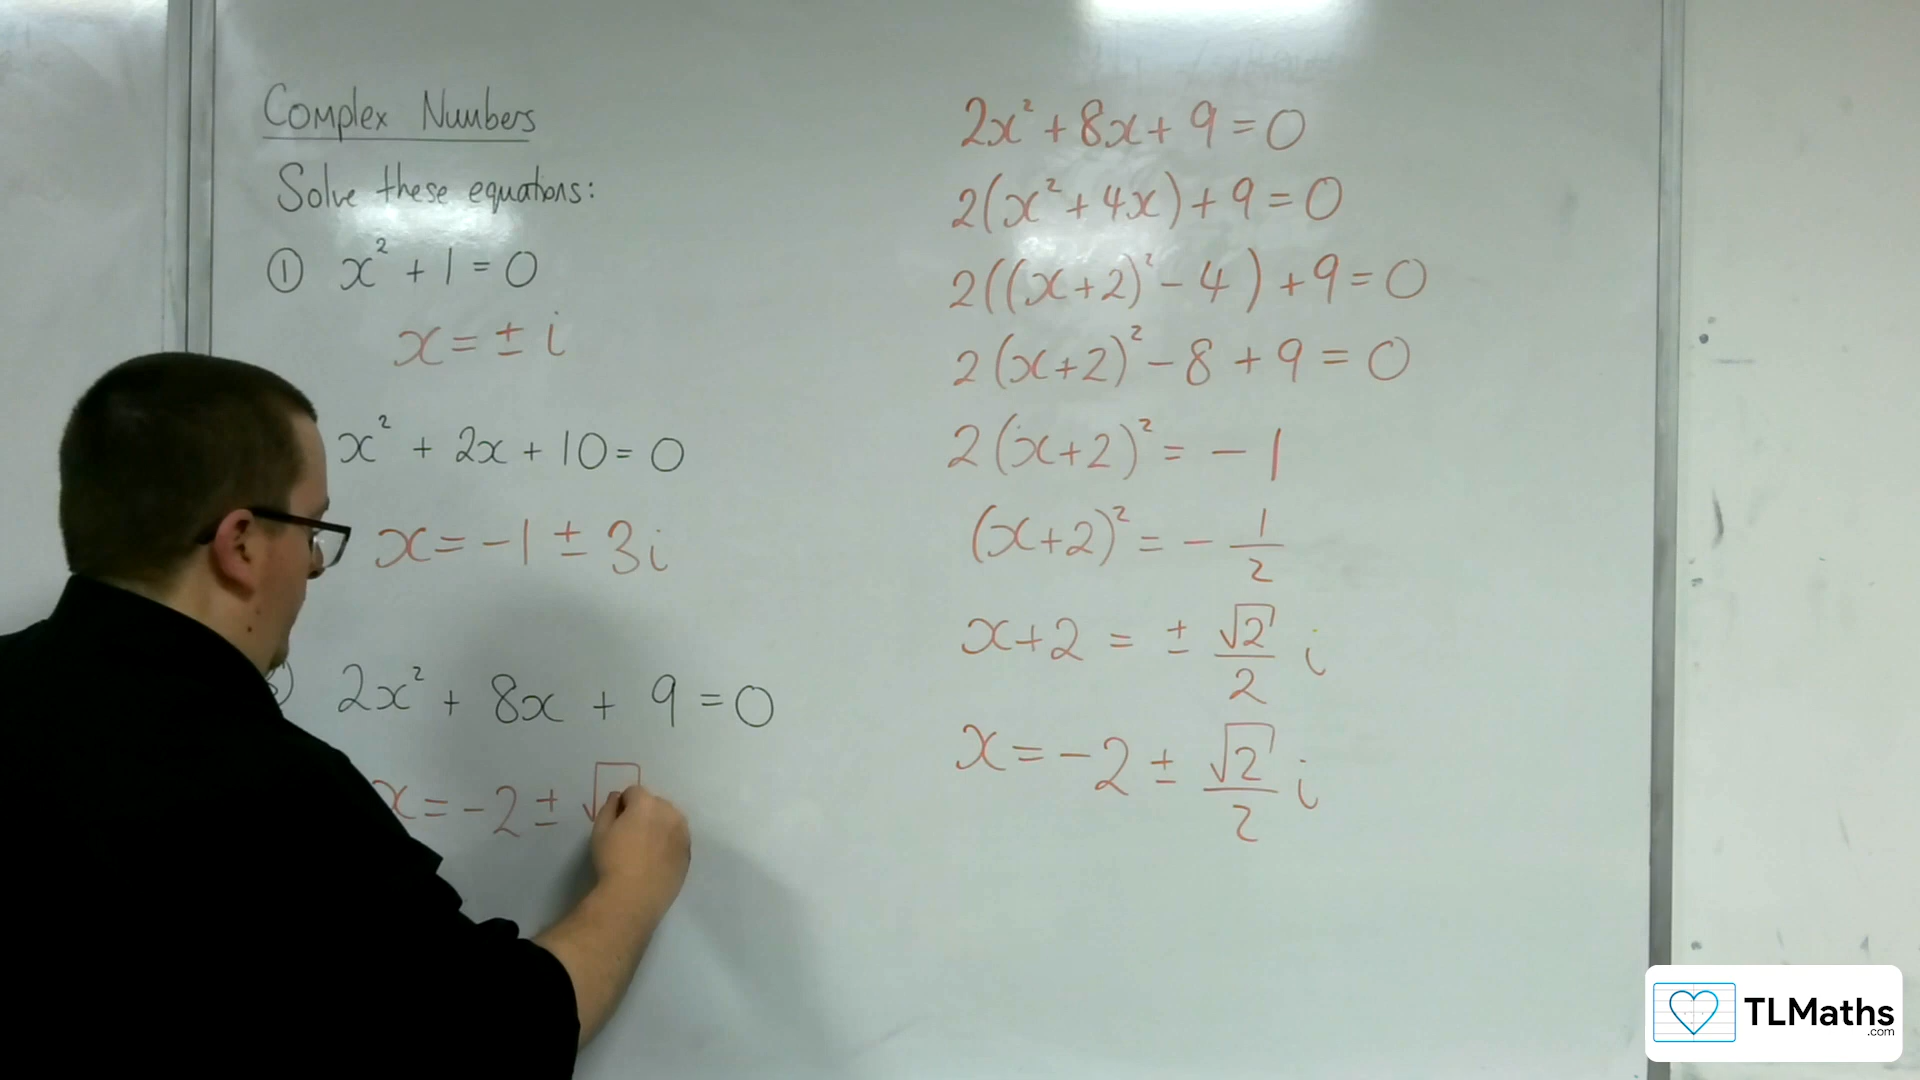 Complex Numbers
Solve these equations:
① x² + 1 = 0
x = ± i
x² + 2x + 10 = 0
x = -1 ± 3i
2x² + 8x + 9 = 0
x = -2 ± √
2x² + 8x + 9 = 0
2(x² + 4x) + 9 = 0
2((x+2)² - 4) + 9 = 0
2(x+2)² - 8 + 9 = 0
2(x+2)² = -1
(x+2)² = - 1/2
x+2 = ± √2/2 i
x = -2 ± √2/2 i
TLMaths
.com